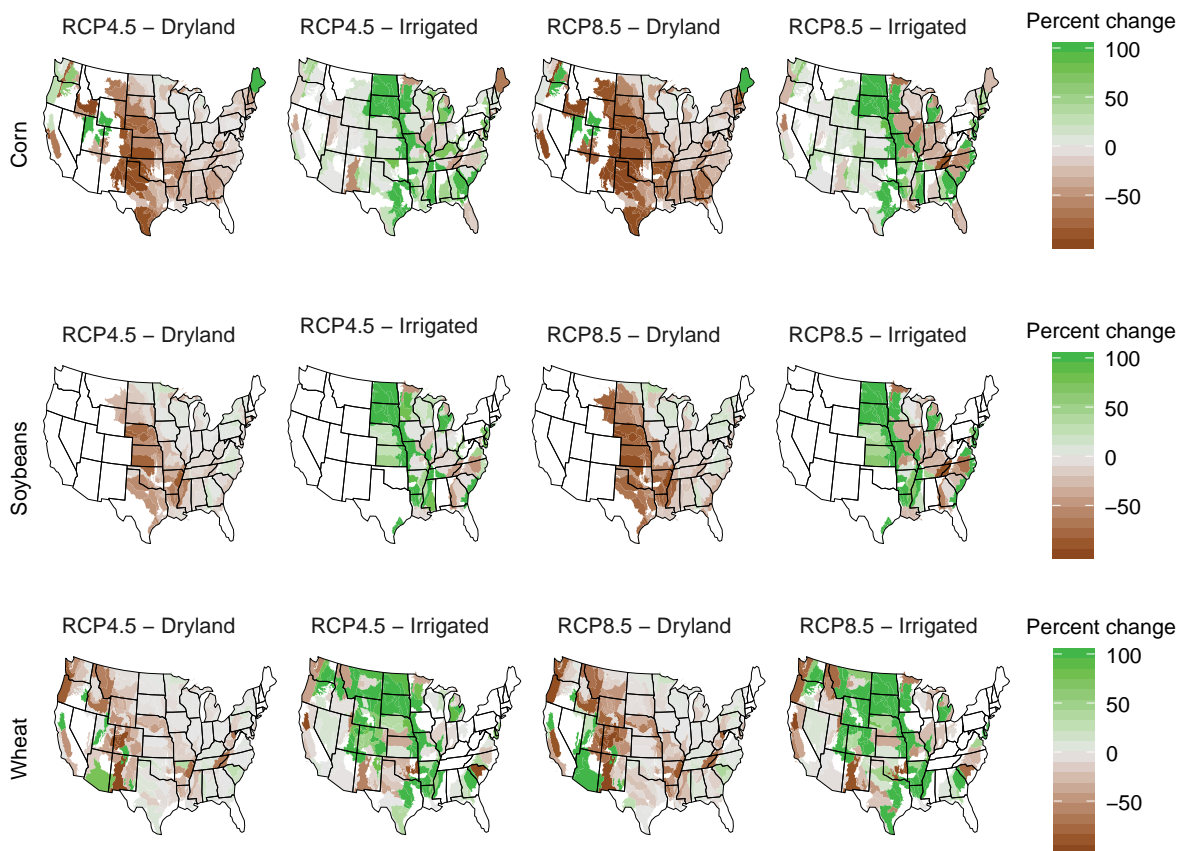 RCP4.5 − Dryland
RCP4.5 − Irrigated
RCP8.5 − Dryland
RCP8.5 − Irrigated
Percent change
100
50
0
−50
Corn
RCP4.5 − Dryland
RCP4.5 − Irrigated
RCP8.5 − Dryland
RCP8.5 − Irrigated
Percent change
100
50
0
−50
Soybeans
RCP4.5 − Dryland
RCP4.5 − Irrigated
RCP8.5 − Dryland
RCP8.5 − Irrigated
Percent change
100
50
0
−50
Wheat